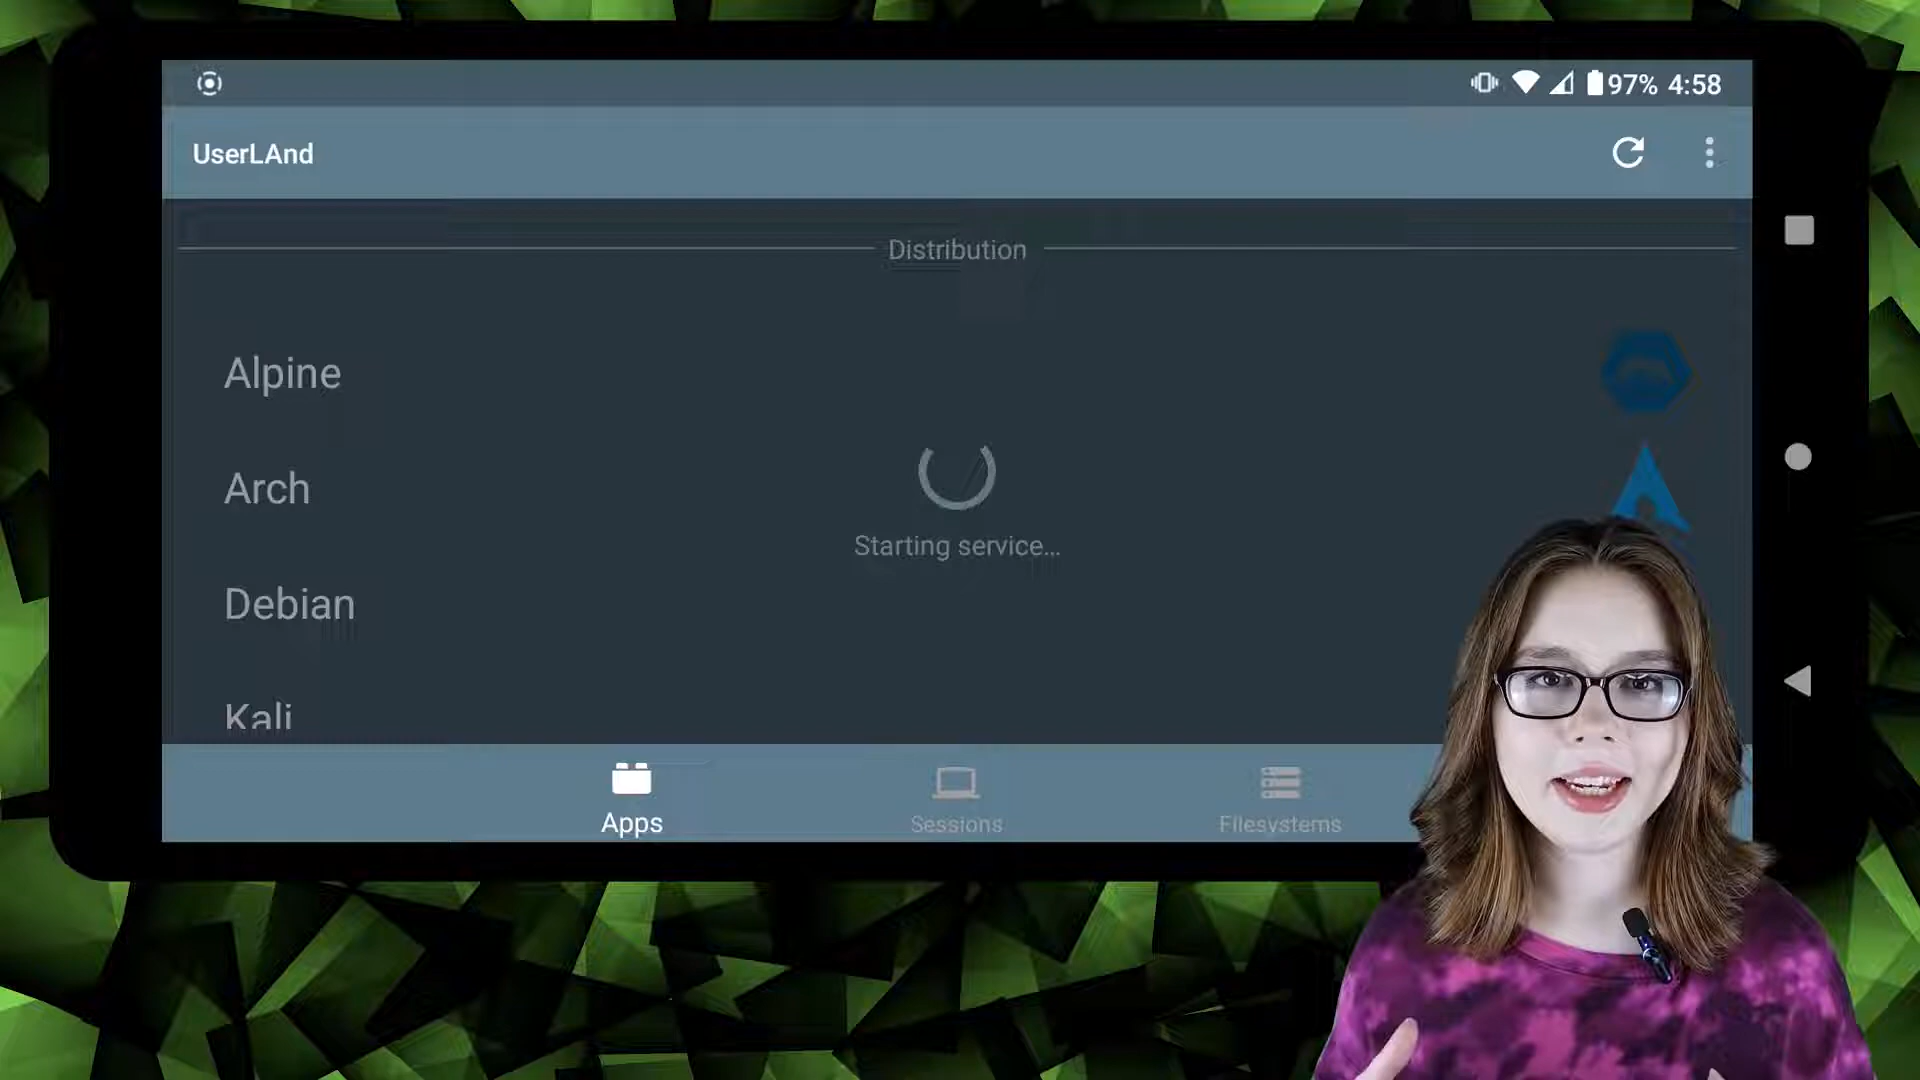 97% 4:58
UserLAnd
Distribution
Alpine
Arch
Starting service...
Debian
Kali
Apps
Sessions
Filesystems